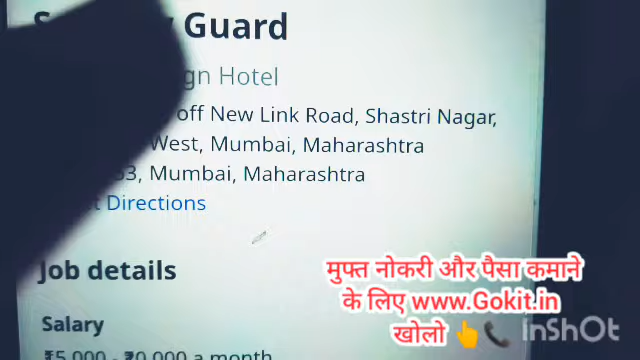 Guard
Hotel
off New Link Road, Shastri Nagar,
West, Mumbai, Maharashtra
Mumbai, Maharashtra
Directions
Job details
Salary
a month
मुफ्त नोकरी और पैसा कमाने
के लिए www.Gokit.in
खोलो 👆📞
InShOt